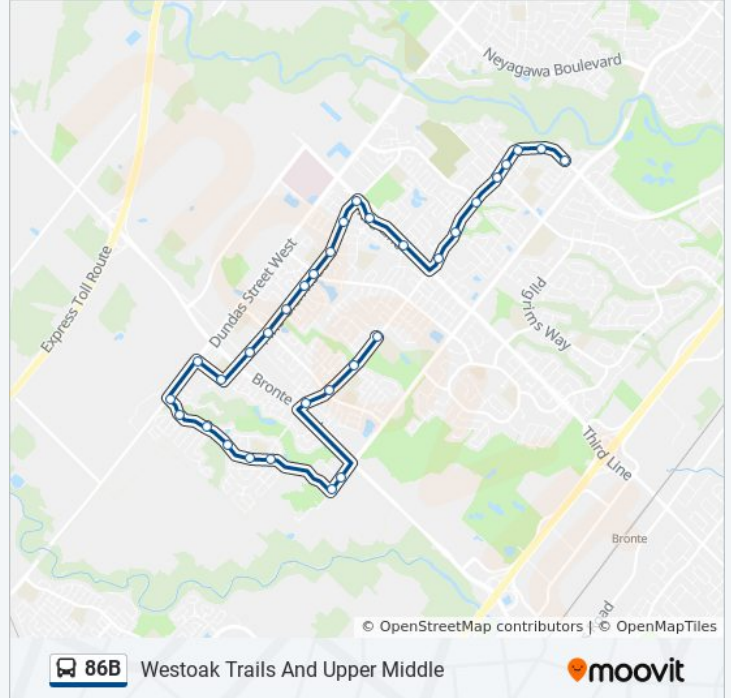 Neyagawa Boulevard
Dundas Street West
Express Toll Route
Pilgrims Way
Bronte
Third Line
Bronte
ad
© OpenStreetMap contributors | © OpenMapTiles
86B Westoak Trails And Upper Middle
moovit